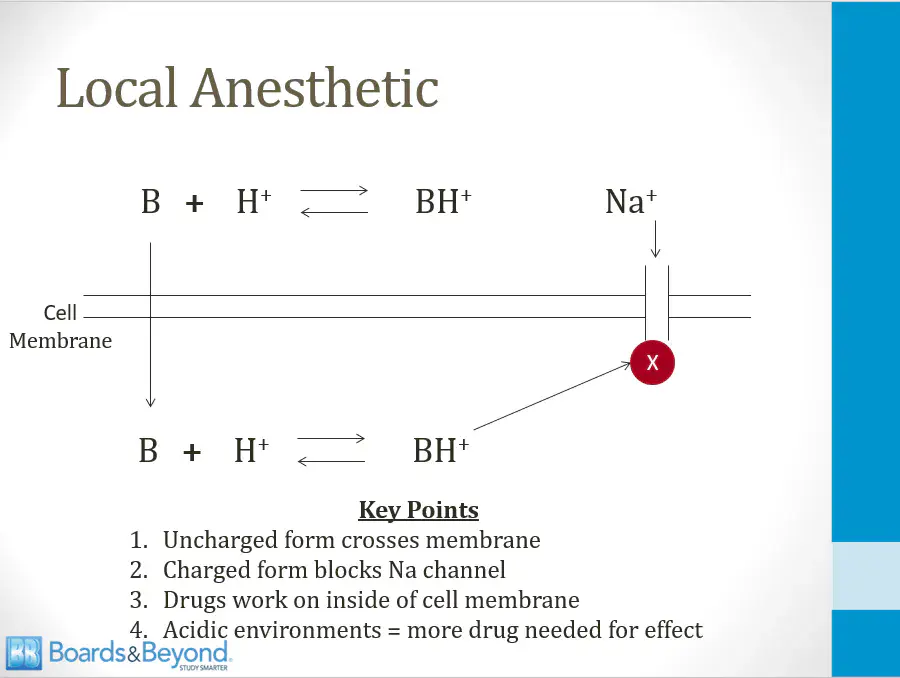 Local Anesthetic
B + H⁺ BH⁺ Na⁺
Cell
Membrane
X
B + H⁺ BH⁺
Key Points
1. Uncharged form crosses membrane
2. Charged form blocks Na channel
3. Drugs work on inside of cell membrane
4. Acidic environments = more drug needed for effect
BB Boards&Beyond
STUDY SMARTER